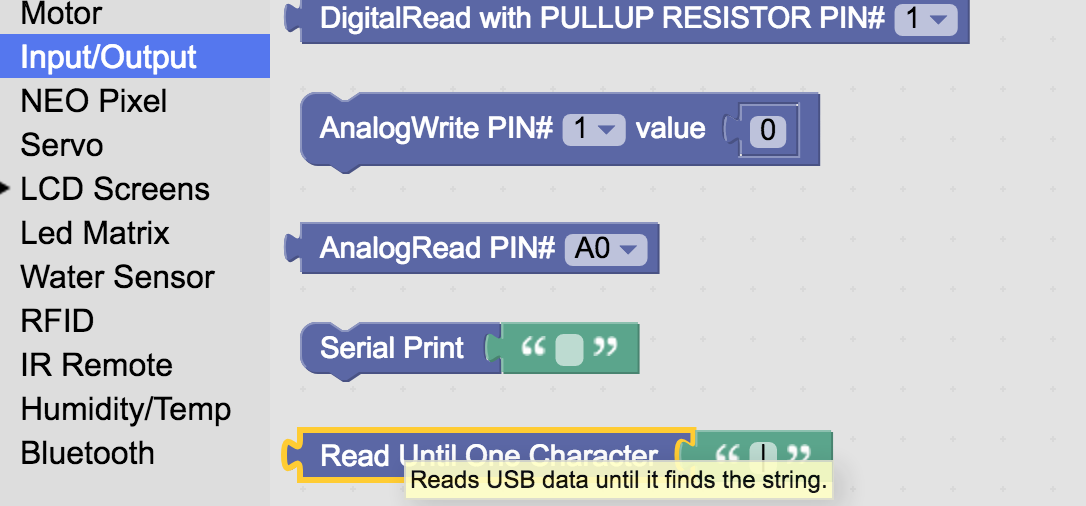 Motor
Input/Output
NEO Pixel
Servo
LCD Screens
Led Matrix
Water Sensor
RFID
IR Remote
Humidity/Temp
Bluetooth
DigitalRead with PULLUP RESISTOR PIN# 1
AnalogWrite PIN# 1 value 0
AnalogRead PIN# A0
Serial Print “ ”
Read Until One Character “ | ”
Reads USB data until it finds the string.